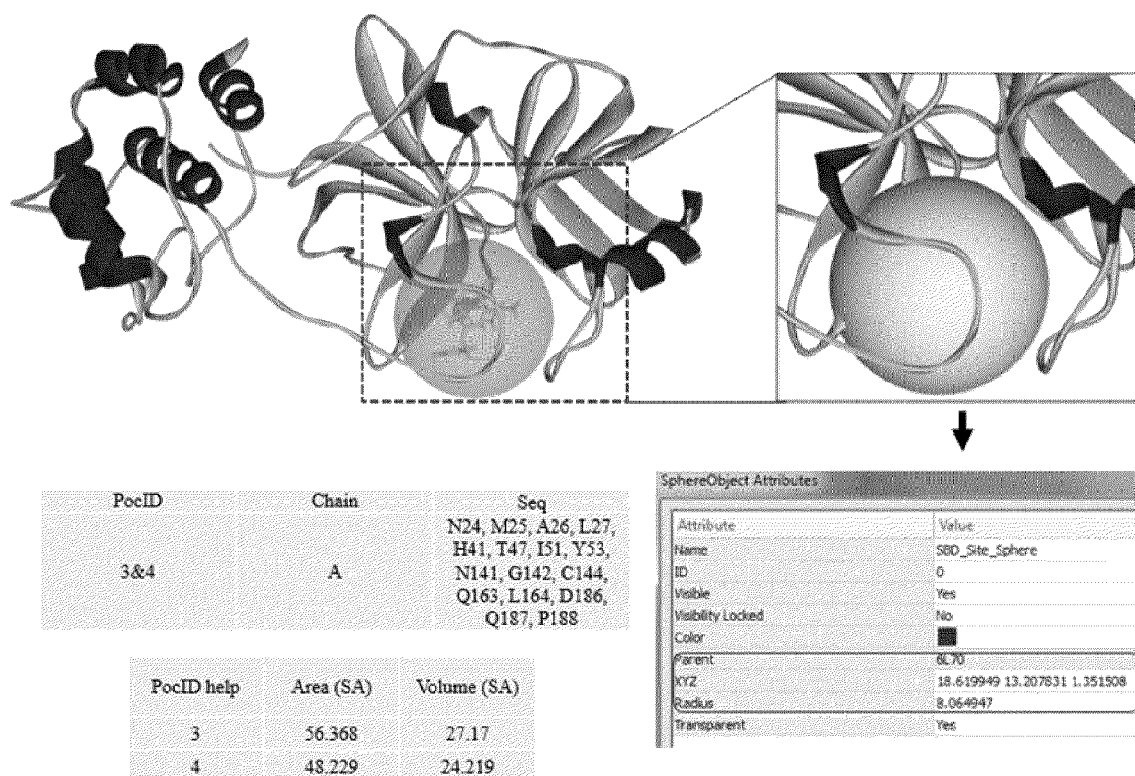 PocID Chain Seq
3&4 A N24, M25, A26, L27,
H41, T47, I51, Y53,
N141, G142, C144,
Q163, L164, D186,
Q187, P188
PocID help Area (SA) Volume (SA)
3 56.368 27.17
4 48.229 24.219
SphereObject Attributes
Attribute Value
Name SBD_Site_Sphere
ID 0
Visible Yes
Visibility Locked No
Color
Parent 6L70
XYZ 18.619949 13.207831 1.351508
Radius 8.064947
Transparent Yes